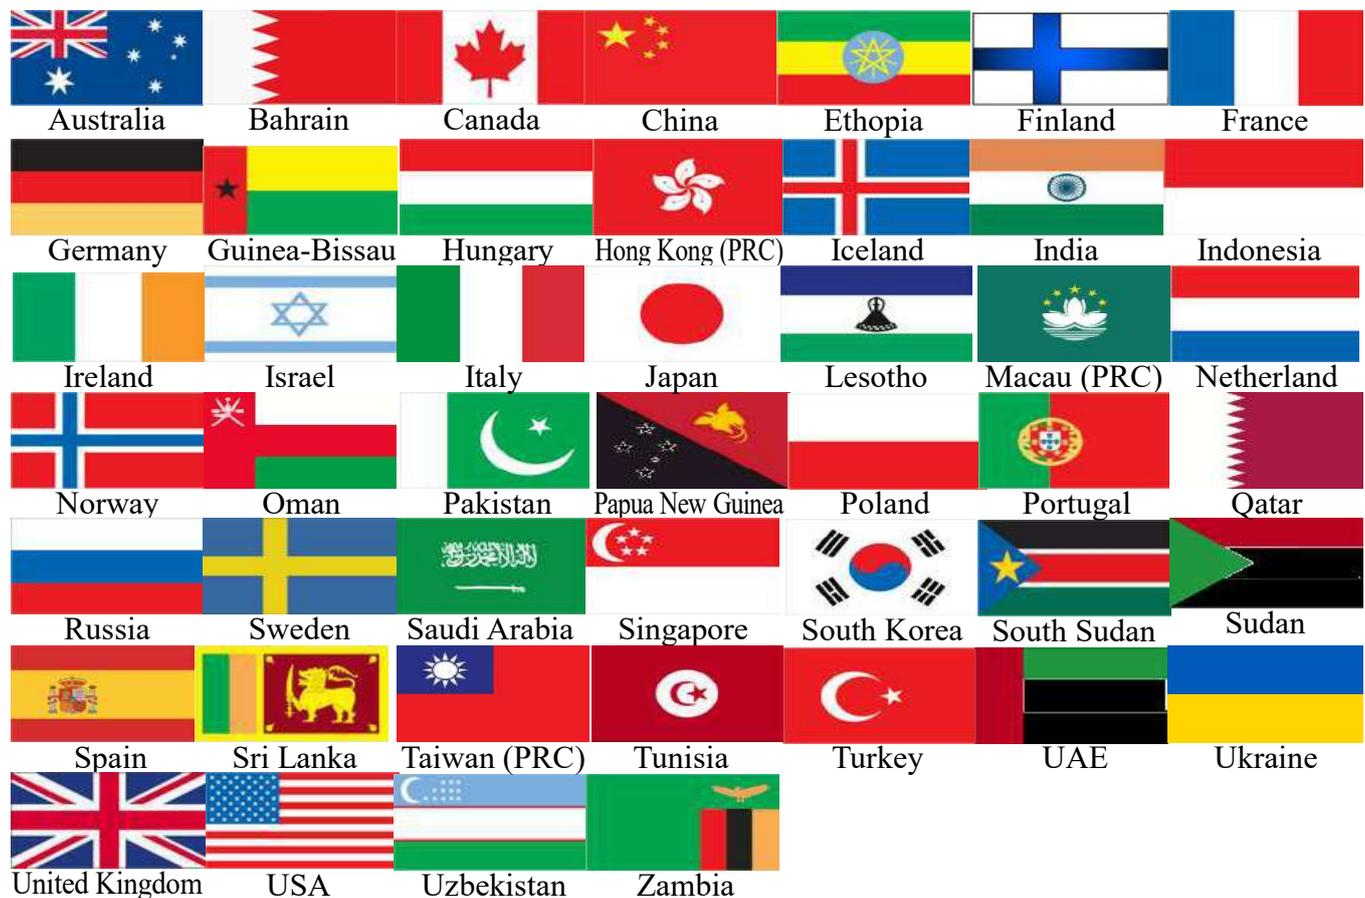 Australia Bahrain Canada China Ethopia Finland France
Germany Guinea-Bissau Hungary Hong Kong (PRC) Iceland India Indonesia
Ireland Israel Italy Japan Lesotho Macau (PRC) Netherland
Norway Oman Pakistan Papua New Guinea Poland Portugal Qatar
Russia Sweden Saudi Arabia Singapore South Korea South Sudan Sudan
Spain Sri Lanka Taiwan (PRC) Tunisia Turkey UAE Ukraine
United Kingdom USA Uzbekistan Zambia